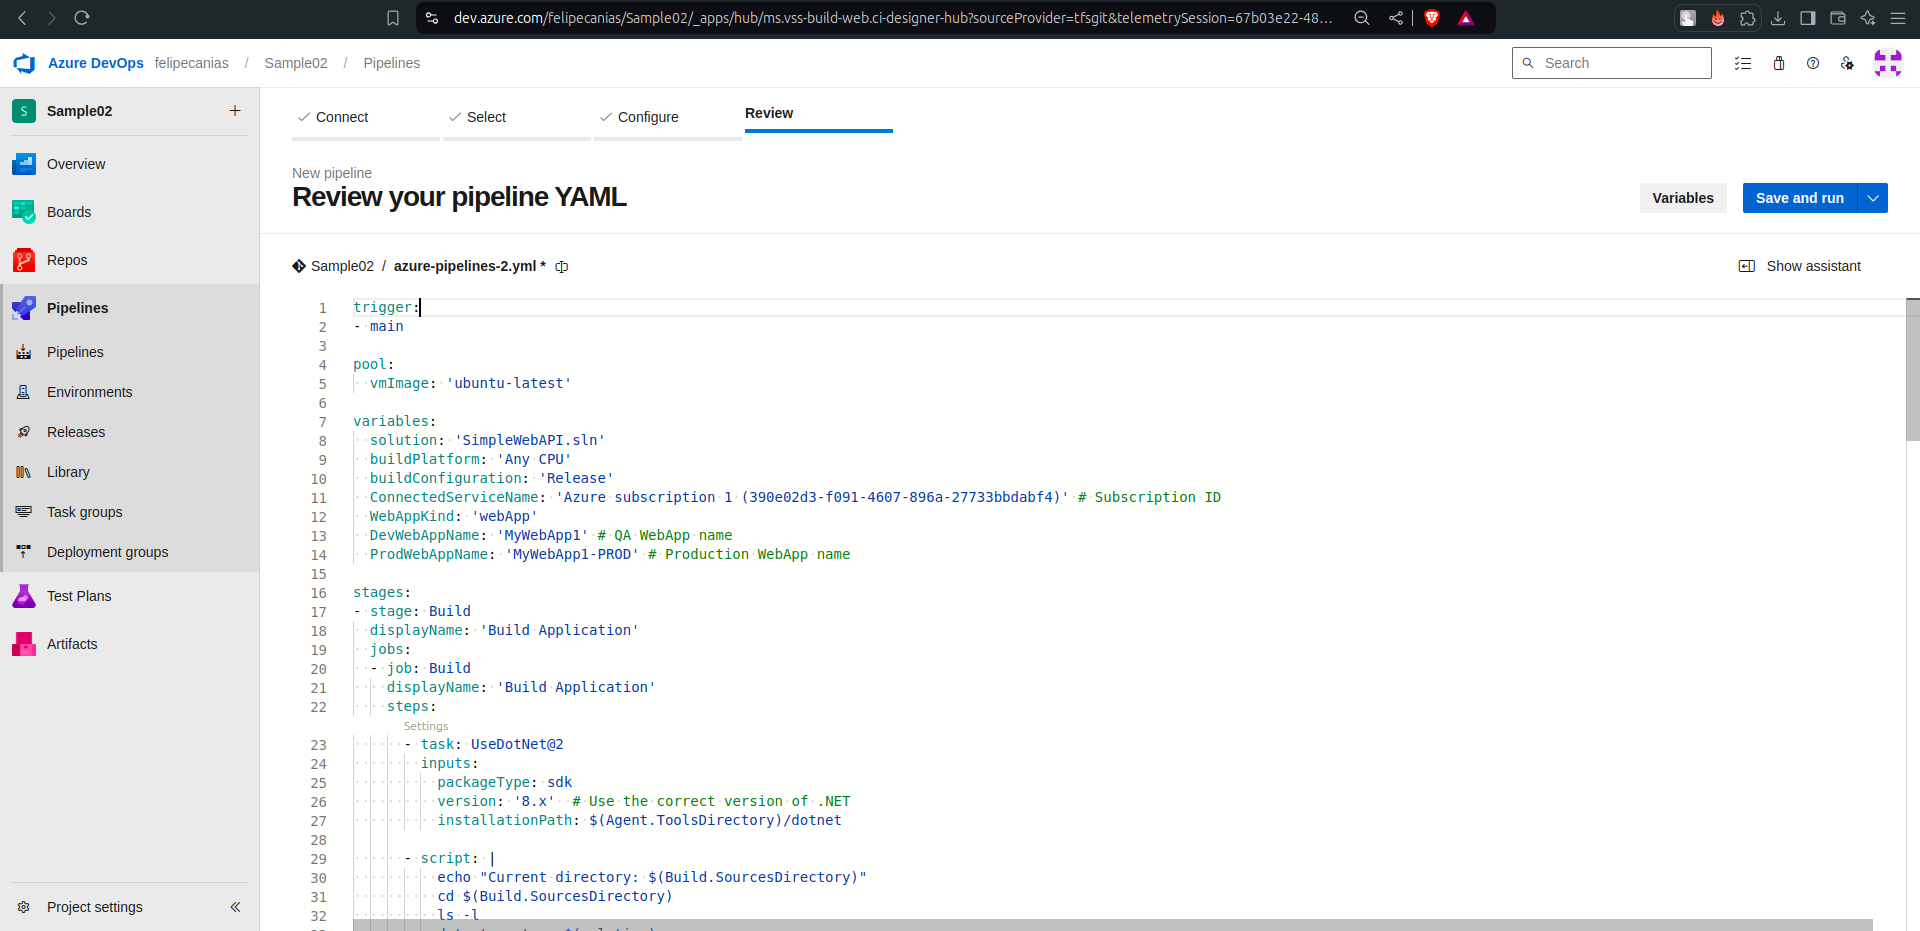 dev.azure.com/felipecanias/Sample02/_apps/hub/ms.vss-build-web.ci-designer-hub?sourceProvider=tfsgit&telemetrySession=67b03e22-48...
Azure DevOps felipecanias / Sample02 / Pipelines
Search
S Sample02 +
Overview
Boards
Repos
Pipelines
Pipelines
Environments
Releases
Library
Task groups
Deployment groups
Test Plans
Artifacts
Project settings
Connect Select Configure Review
New pipeline
Review your pipeline YAML
Variables Save and run
Sample02 / azure-pipelines-2.yml *
Show assistant
1 trigger:
2 - main
3
4 pool:
5   vmImage: 'ubuntu-latest'
6
7 variables:
8   solution: 'SimpleWebAPI.sln'
9   buildPlatform: 'Any CPU'
10   buildConfiguration: 'Release'
11   ConnectedServiceName: 'Azure subscription 1 (390e02d3-f091-4607-896a-27733bbdabf4)' # Subscription ID
12   WebAppKind: 'webApp'
13   DevWebAppName: 'MyWebApp1' # QA WebApp name
14   ProdWebAppName: 'MyWebApp1-PROD' # Production WebApp name
15
16 stages:
17 - stage: Build
18   displayName: 'Build Application'
19   jobs:
20   - job: Build
21     displayName: 'Build Application'
22     steps:
Settings
23       - task: UseDotNet@2
24         inputs:
25           packageType: sdk
26           version: '8.x'  # Use the correct version of .NET
27           installationPath: $(Agent.ToolsDirectory)/dotnet
28
29       - script: |
30           echo "Current directory: $(Build.SourcesDirectory)"
31           cd $(Build.SourcesDirectory)
32           ls -l